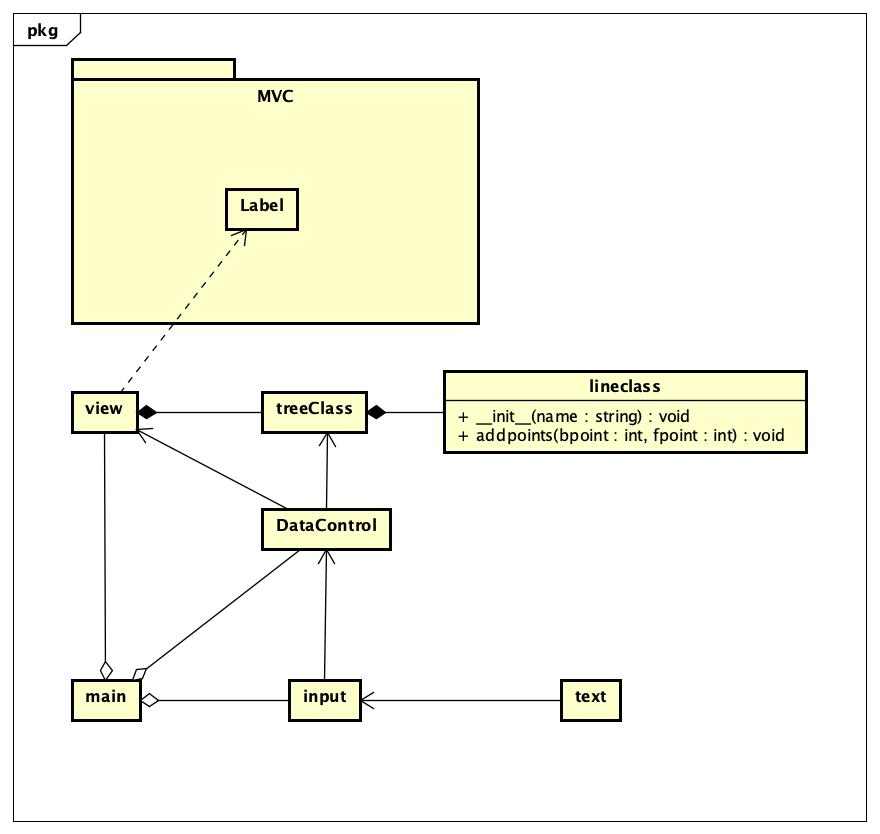 pkg
MVC
Label
view
treeClass
lineclass
+ __init__(name : string) : void
+ addpoints(bpoint : int, fpoint : int) : void
DataControl
main
input
text